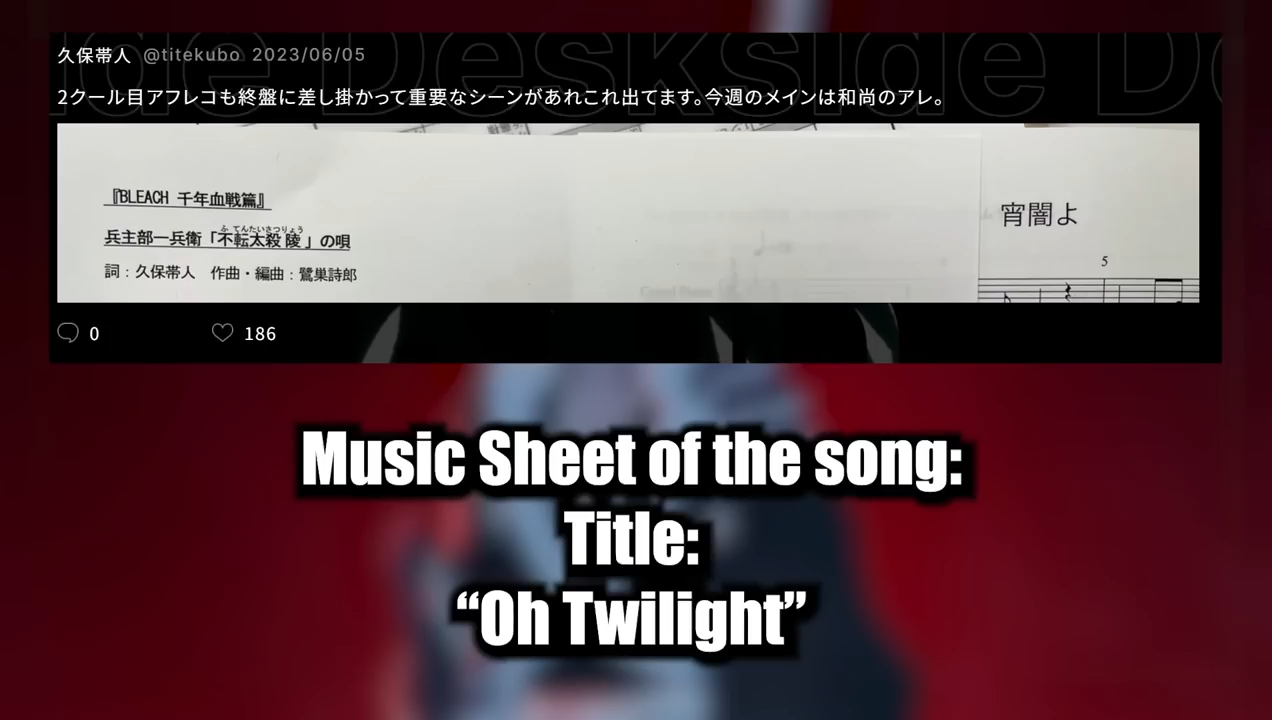 久保帯人 @titekubo 2023/06/05
2クール目アフレコも終盤に差し掛かって重要なシーンがあれこれ出てます。今週のメインは和尚のアレ。
『BLEACH 千年血戦篇』
兵主部一兵衛「不転太殺陵」の唄
ふてんたいさつりょう
詞：久保帯人 作曲・編曲：鷺巣詩郎
宵闇よ
5
0 186
Music Sheet of the song:
Title:
“Oh Twilight”